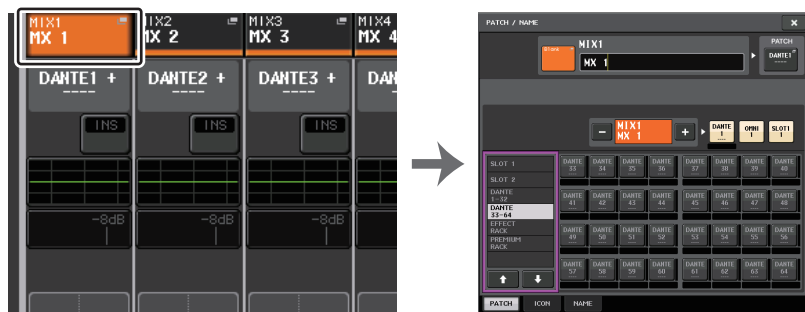 MIX1
MX 1
MIX2
MX 2
MIX3
MX 3
MIX4
MX 4
DANTE1 +
----
DANTE2 +
----
DANTE3 +
----
DAN
INS
INS
INS
-8dB
-8dB
-8dB
PATCH / NAME
Blank
MIX1
MX 1
PATCH
DANTE1
----
MIX1
MX 1
DANTE 1
OMNI 1
SLOT1 1
SLOT 1
SLOT 2
DANTE 1-32
DANTE 33-64
EFFECT RACK
PREMIUM RACK
DANTE 33
DANTE 34
DANTE 35
DANTE 36
DANTE 37
DANTE 38
DANTE 39
DANTE 40
DANTE 41
DANTE 42
DANTE 43
DANTE 44
DANTE 45
DANTE 46
DANTE 47
DANTE 48
DANTE 49
DANTE 50
DANTE 51
DANTE 52
DANTE 53
DANTE 54
DANTE 55
DANTE 56
DANTE 57
DANTE 58
DANTE 59
DANTE 60
DANTE 61
DANTE 62
DANTE 63
DANTE 64
PATCH
ICON
NAME